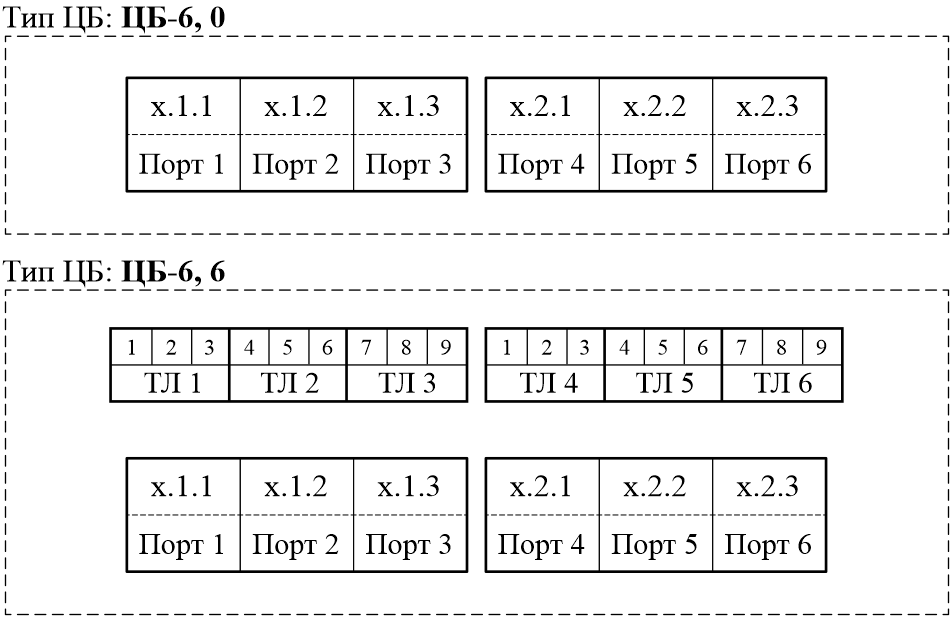 Тип ЦБ: ЦБ-6, 0
х.1.1 х.1.2 х.1.3 х.2.1 х.2.2 х.2.3
Порт 1 Порт 2 Порт 3 Порт 4 Порт 5 Порт 6
Тип ЦБ: ЦБ-6, 6
1 2 3 4 5 6 7 8 9 1 2 3 4 5 6 7 8 9
ТЛ 1 ТЛ 2 ТЛ 3 ТЛ 4 ТЛ 5 ТЛ 6
х.1.1 х.1.2 х.1.3 х.2.1 х.2.2 х.2.3
Порт 1 Порт 2 Порт 3 Порт 4 Порт 5 Порт 6